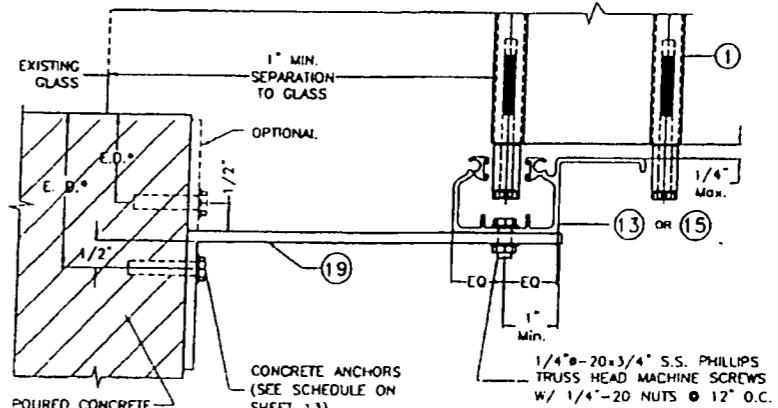 EXISTING
GLASS
1" MIN.
SEPARATION
TO GLASS
1
OPTIONAL
E.D.*
E. D.*
1/2"
1/4"
Max.
13 OR 15
19
1/2"
EQ EQ
1"
Min.
CONCRETE ANCHORS
(SEE SCHEDULE ON
SHEET 13)
POURED CONCRETE
1/4"ø-20x3/4" S.S. PHILLIPS
TRUSS HEAD MACHINE SCREWS
W/ 1/4"-20 NUTS @ 12" O.C.